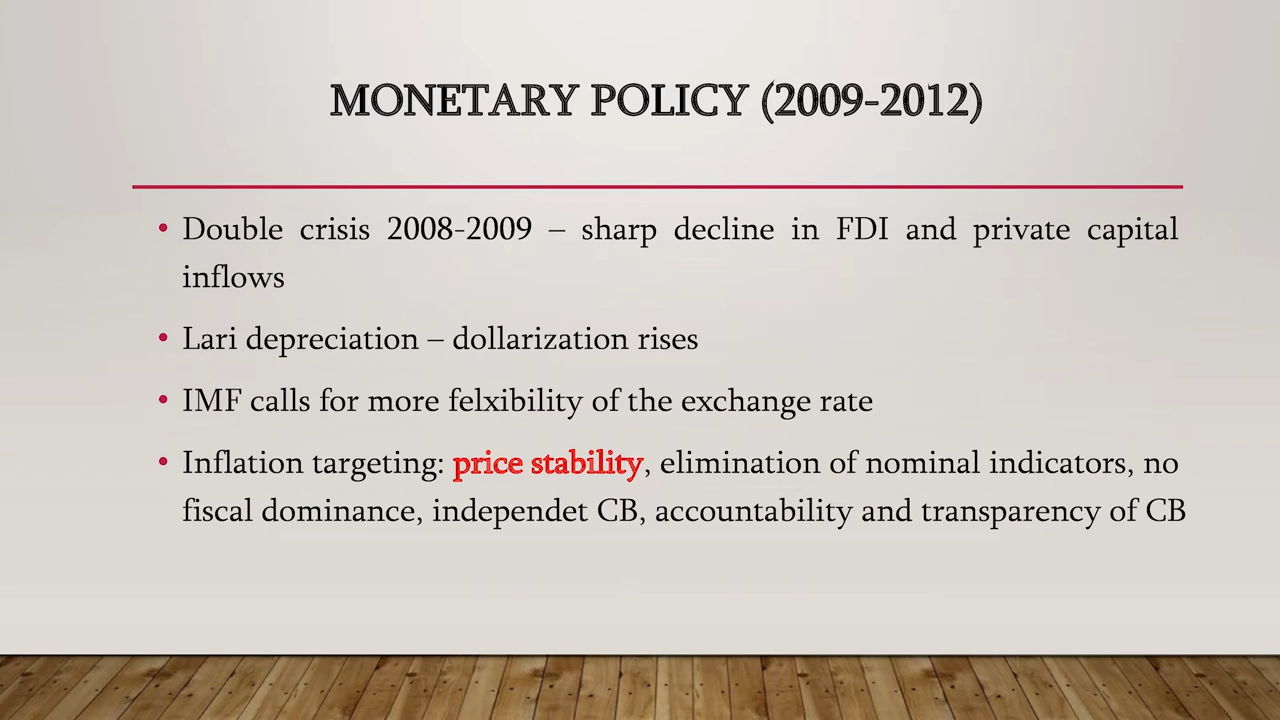 MONETARY POLICY (2009-2012)
• Double crisis 2008-2009 – sharp decline in FDI and private capital
inflows
• Lari depreciation – dollarization rises
• IMF calls for more felxibility of the exchange rate
• Inflation targeting: price stability, elimination of nominal indicators, no
fiscal dominance, independet CB, accountability and transparency of CB